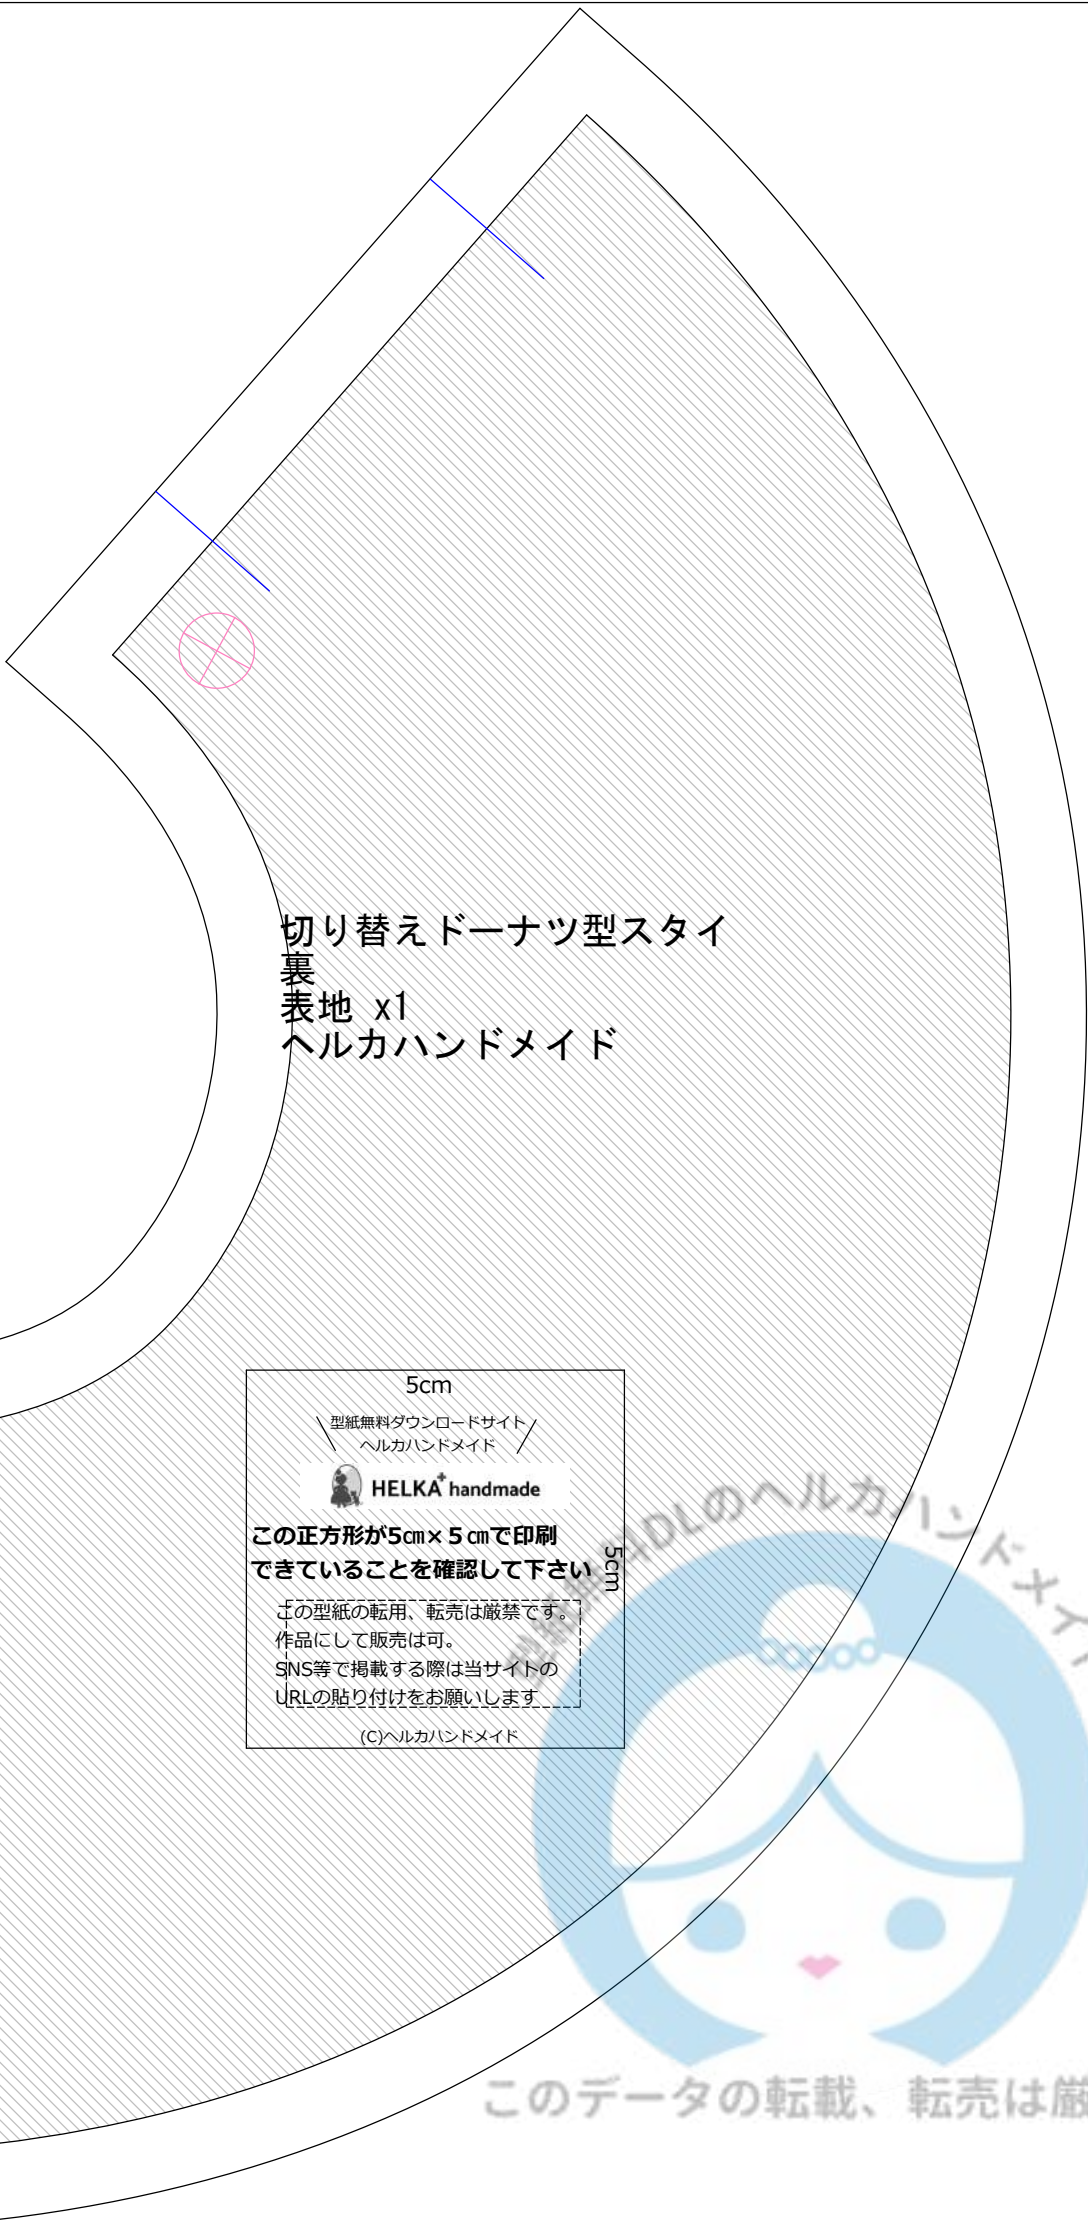 切り替えドーナツ型スタイ
裏
表地 x1
ヘルカハンドメイド
5cm
型紙無料ダウンロードサイト
ヘルカハンドメイド
HELKA+ handmade
この正方形が5㎝×５㎝で印刷
できていることを確認して下さい
5cm
この型紙の転用、転売は厳禁です。
作品にして販売は可。
SNS等で掲載する際は当サイトの
URLの貼り付けをお願いします
(C)ヘルカハンドメイド
型紙無料DLのヘルカハンドメイ
このデータの転載、転売は厳